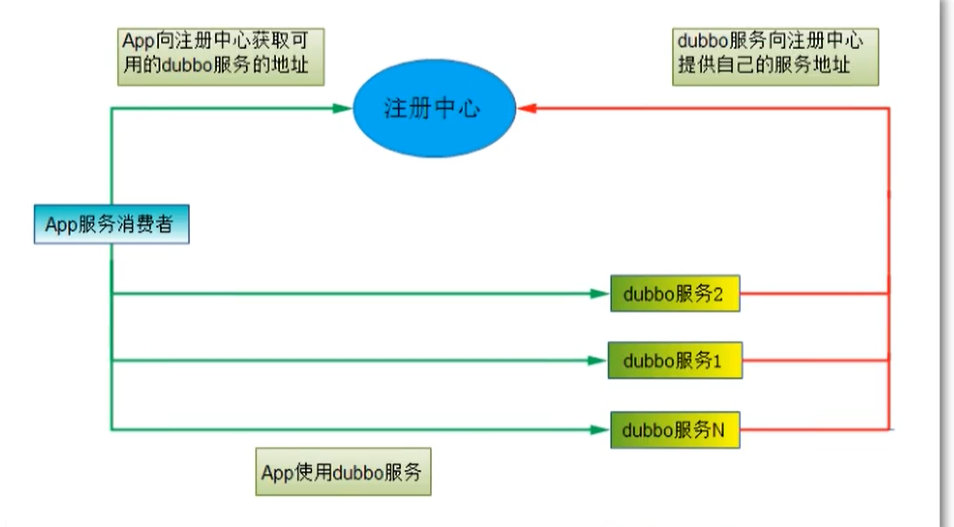 App向注册中心获取可
用的dubbo服务的地址
dubbo服务向注册中心
提供自己的服务地址
注册中心
App服务消费者
dubbo服务2
dubbo服务1
dubbo服务N
App使用dubbo服务